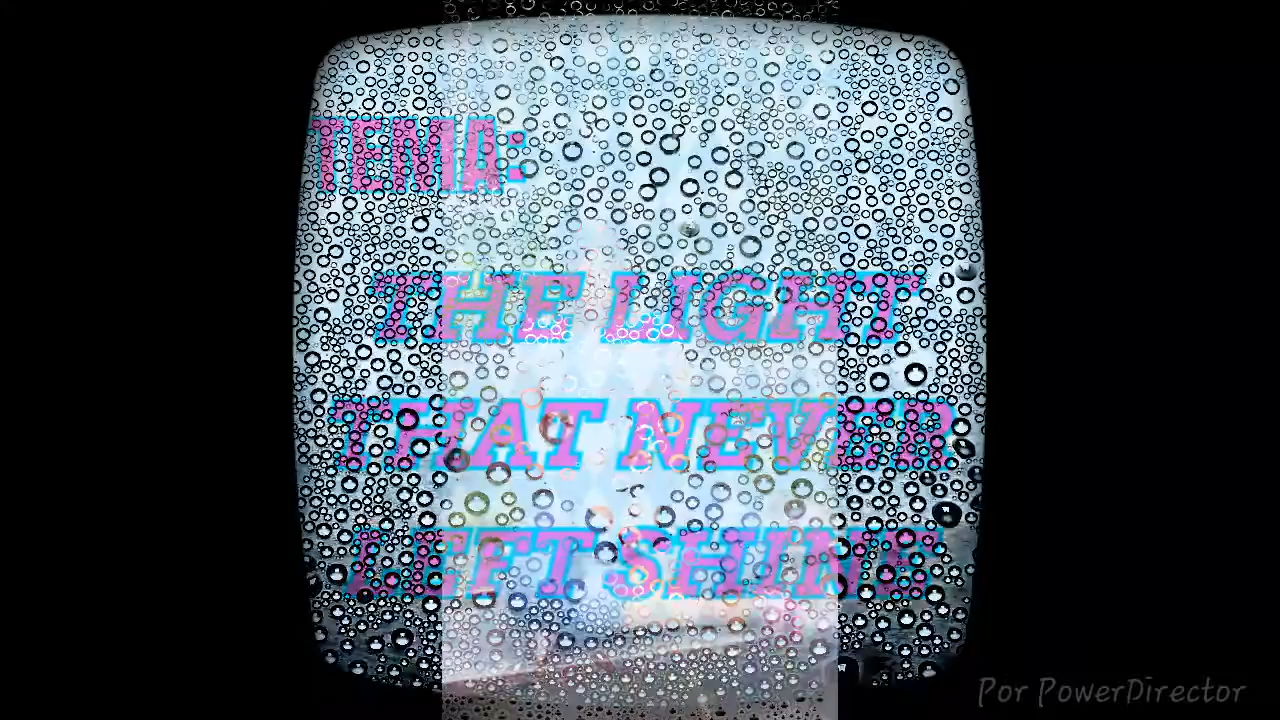 TEMA:
THE LIGHT
THAT NEVER
LEFT SHINE
Por PowerDirector